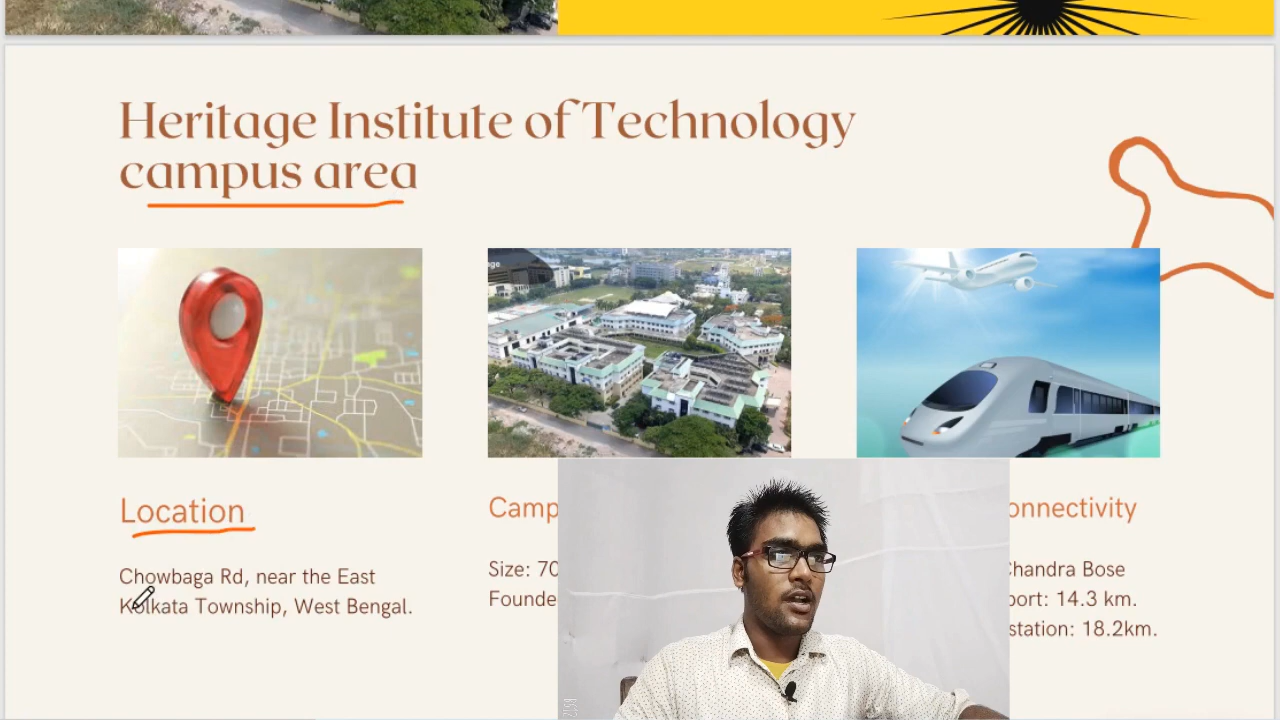 Heritage Institute of Technology
campus area
Location
Chowbaga Rd, near the East
Kolkata Township, West Bengal.
Camp
Size: 70
Founde
onnectivity
Chandra Bose
port: 14.3 km.
station: 18.2km.